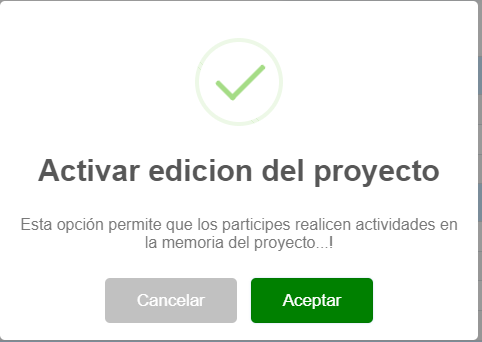 Activar edicion del proyecto
Esta opción permite que los participes realicen actividades en
la memoria del proyecto...!
Cancelar
Aceptar